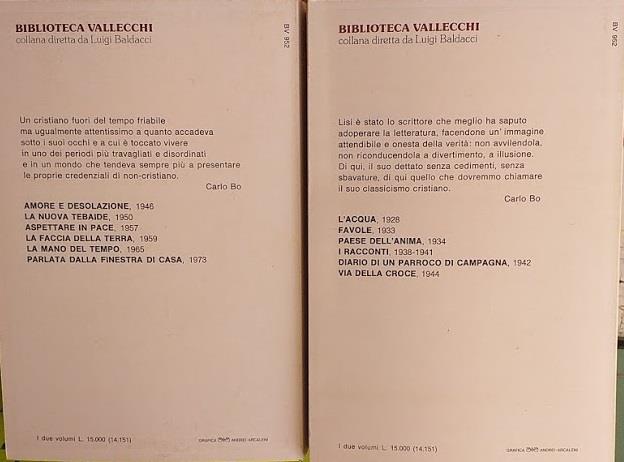 BIBLIOTECA VALLECCHI
collana diretta da Luigi Baldacci
BV 952
Un cristiano fuori del tempo friabile
ma ugualmente attentissimo a quanto accadeva
sotto i suoi occhi e a cui è toccato vivere
in uno dei periodi più travagliati e disordinati
e in un mondo che tendeva sempre più a presentare
le proprie credenziali di non-cristiano.
Carlo Bo
AMORE E DESOLAZIONE, 1946
LA NUOVA TEBAIDE, 1950
ASPETTARE IN PACE, 1957
LA FACCIA DELLA TERRA, 1959
LA MANO DEL TEMPO, 1965
PARLATA DALLA FINESTRA DI CASA, 1973
I due volumi L. 15.000 (14.151)
GRAFICA ANDREI-ARCALENI
BIBLIOTECA VALLECCHI
collana diretta da Luigi Baldacci
BV 952
Lisi è stato lo scrittore che meglio ha saputo
adoperare la letteratura, facendone un' immagine
attendibile e onesta della verità: non avvilendola,
non riconducendola a divertimento, a illusione.
Di qui, il suo dettato senza cedimenti, senza
sbavature, di qui quello che dovremmo chiamare
il suo classicismo cristiano.
Carlo Bo
L'ACQUA, 1928
FAVOLE, 1933
PAESE DELL'ANIMA, 1934
I RACCONTI, 1938-1941
DIARIO DI UN PARROCO DI CAMPAGNA, 1942
VIA DELLA CROCE, 1944
I due volumi L. 15.000 (14.151)
GRAFICA ANDREI-ARCALENI